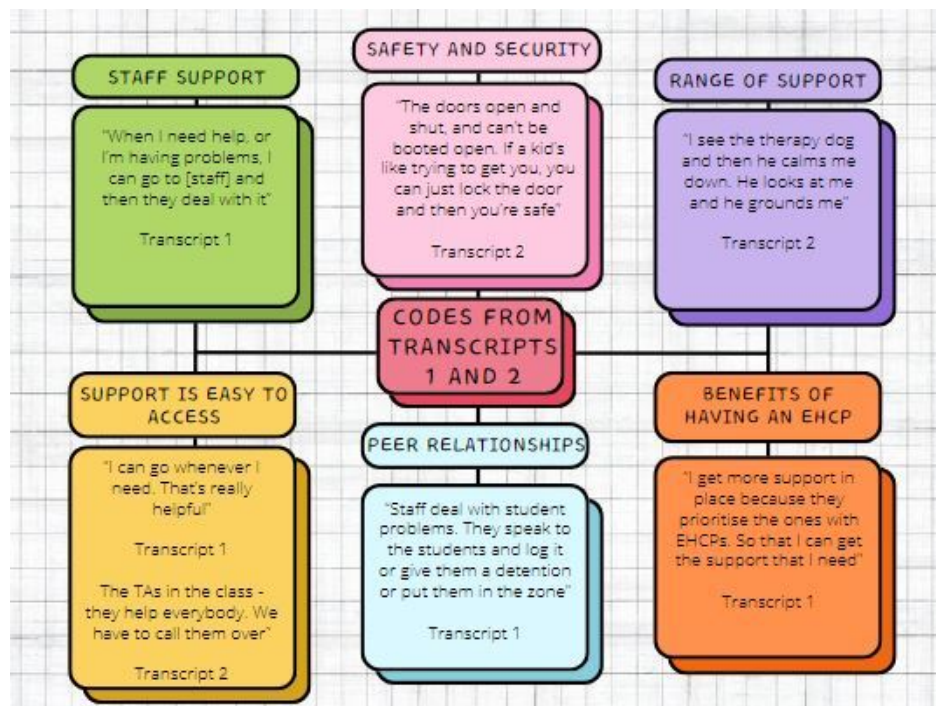 STAFF SUPPORT
"When I need help, or
I'm having problems, I
can go to [staff] and
then they deal with it"
Transcript 1
SAFETY AND SECURITY
"The doors open and
shut, and can't be
booted open. If a kid's
like trying to get you, you
can just lock the door
and then you're safe"
Transcript 2
RANGE OF SUPPORT
"I see the therapy dog
and then he calms me
down. He looks at me
and he grounds me"
Transcript 2
CODES FROM
TRANSCRIPTS
1 AND 2
SUPPORT IS EASY TO
ACCESS
"I can go whenever I
need. That's really
helpful"
Transcript 1
The TAs in the class -
they help everybody. We
have to call them over"
Transcript 2
PEER RELATIONSHIPS
"Staff deal with student
problems. They speak to
the students and log it
or give them a detention
or put them in the zone"
Transcript 1
BENEFITS OF
HAVING AN EHCP
"I get more support in
place because they
prioritise the ones with
EHCPs. So that I can get
the support that I need"
Transcript 1